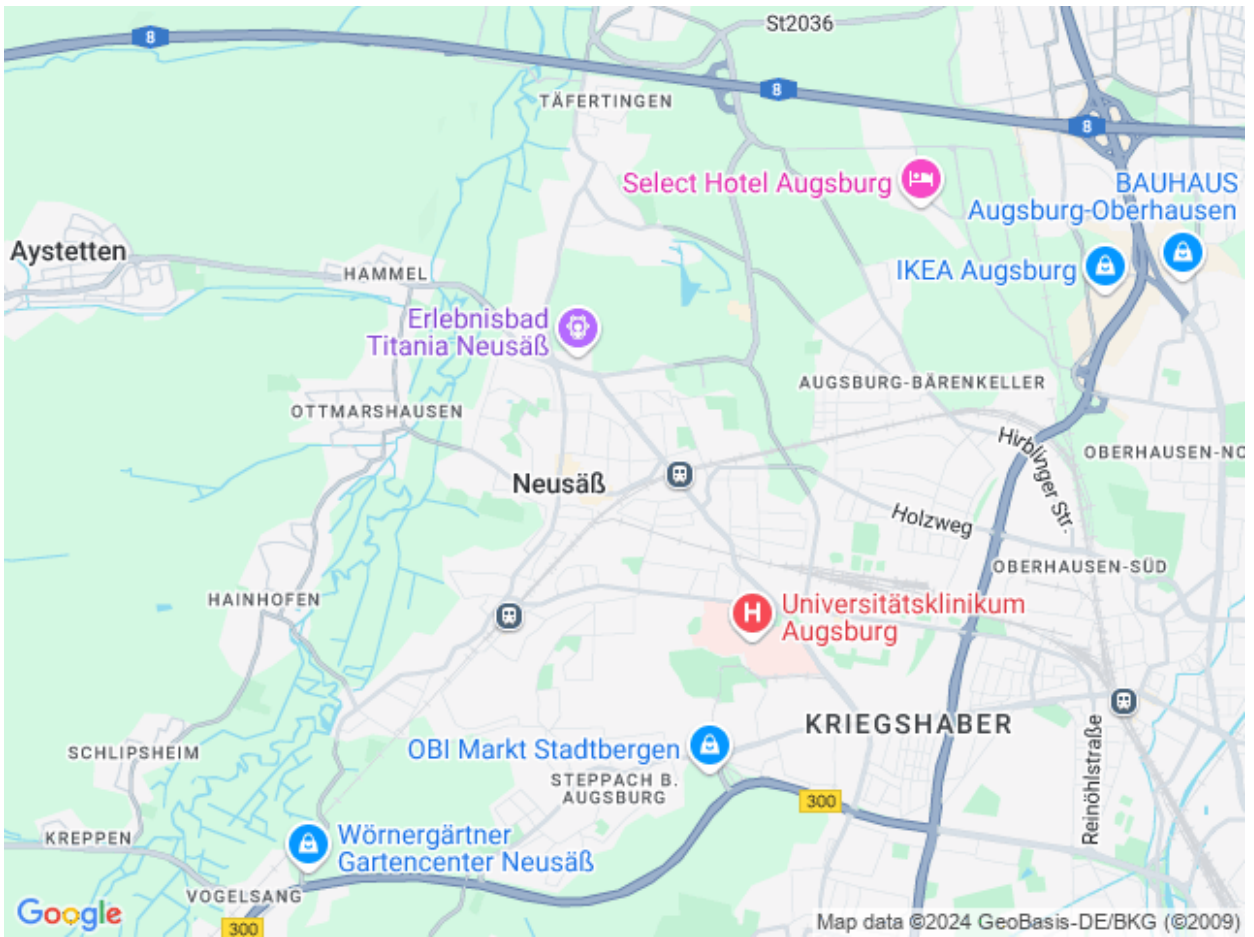 St2036
8
8
8
TÄFERTINGEN
Select Hotel Augsburg
BAUHAUS
Augsburg-Oberhausen
Aystetten
HAMMEL
IKEA Augsburg
Erlebnisbad
Titania Neusäß
AUGSBURG-BÄRENKELLER
OTTMARSHAUSEN
Hirblinger Str.
OBERHAUSEN-NO
Neusäß
Holzweg
OBERHAUSEN-SÜD
HAINHOFEN
H
Universitätsklinikum
Augsburg
KRIEGSHABER
SCHLIPSHEIM
OBI Markt Stadtbergen
STEPPACH B.
AUGSBURG
Reinöhlstraße
300
KREPPEN
Wörnergärtner
Gartencenter Neusäß
VOGELSANG
Google
300
Map data ©2024 GeoBasis-DE/BKG (©2009)